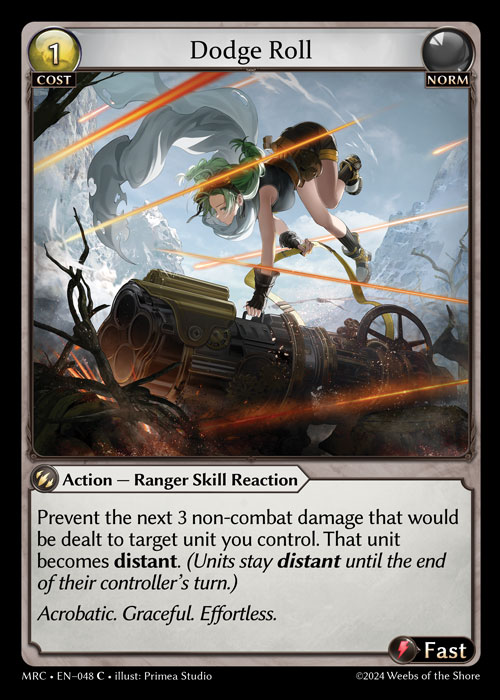 1
Dodge Roll
COST
NORM
Action — Ranger Skill Reaction
Prevent the next 3 non-combat damage that would
be dealt to target unit you control. That unit
becomes distant. (Units stay distant until the end
of their controller's turn.)
Acrobatic. Graceful. Effortless.
Fast
MRC • EN-048 C • illust: Primea Studio
©2024 Weebs of the Shore